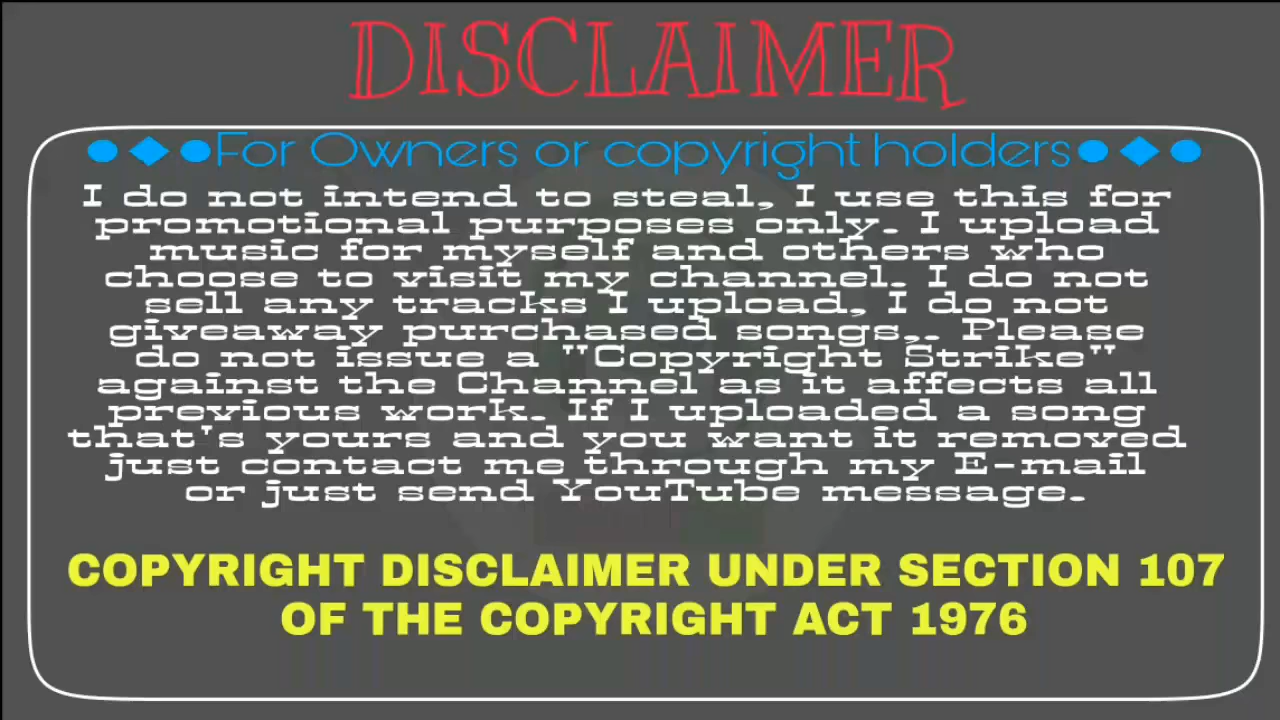 DISCLAIMER
●◆●For Owners or copyright holders●◆●
I do not intend to steal, I use this for
promotional purposes only. I upload
music for myself and others who
choose to visit my channel. I do not
sell any tracks I upload, I do not
giveaway purchased songs,. Please
do not issue a "Copyright Strike"
against the Channel as it affects all
previous work. If I uploaded a song
that's yours and you want it removed
just contact me through my E-mail
or just send YouTube message.
COPYRIGHT DISCLAIMER UNDER SECTION 107
OF THE COPYRIGHT ACT 1976